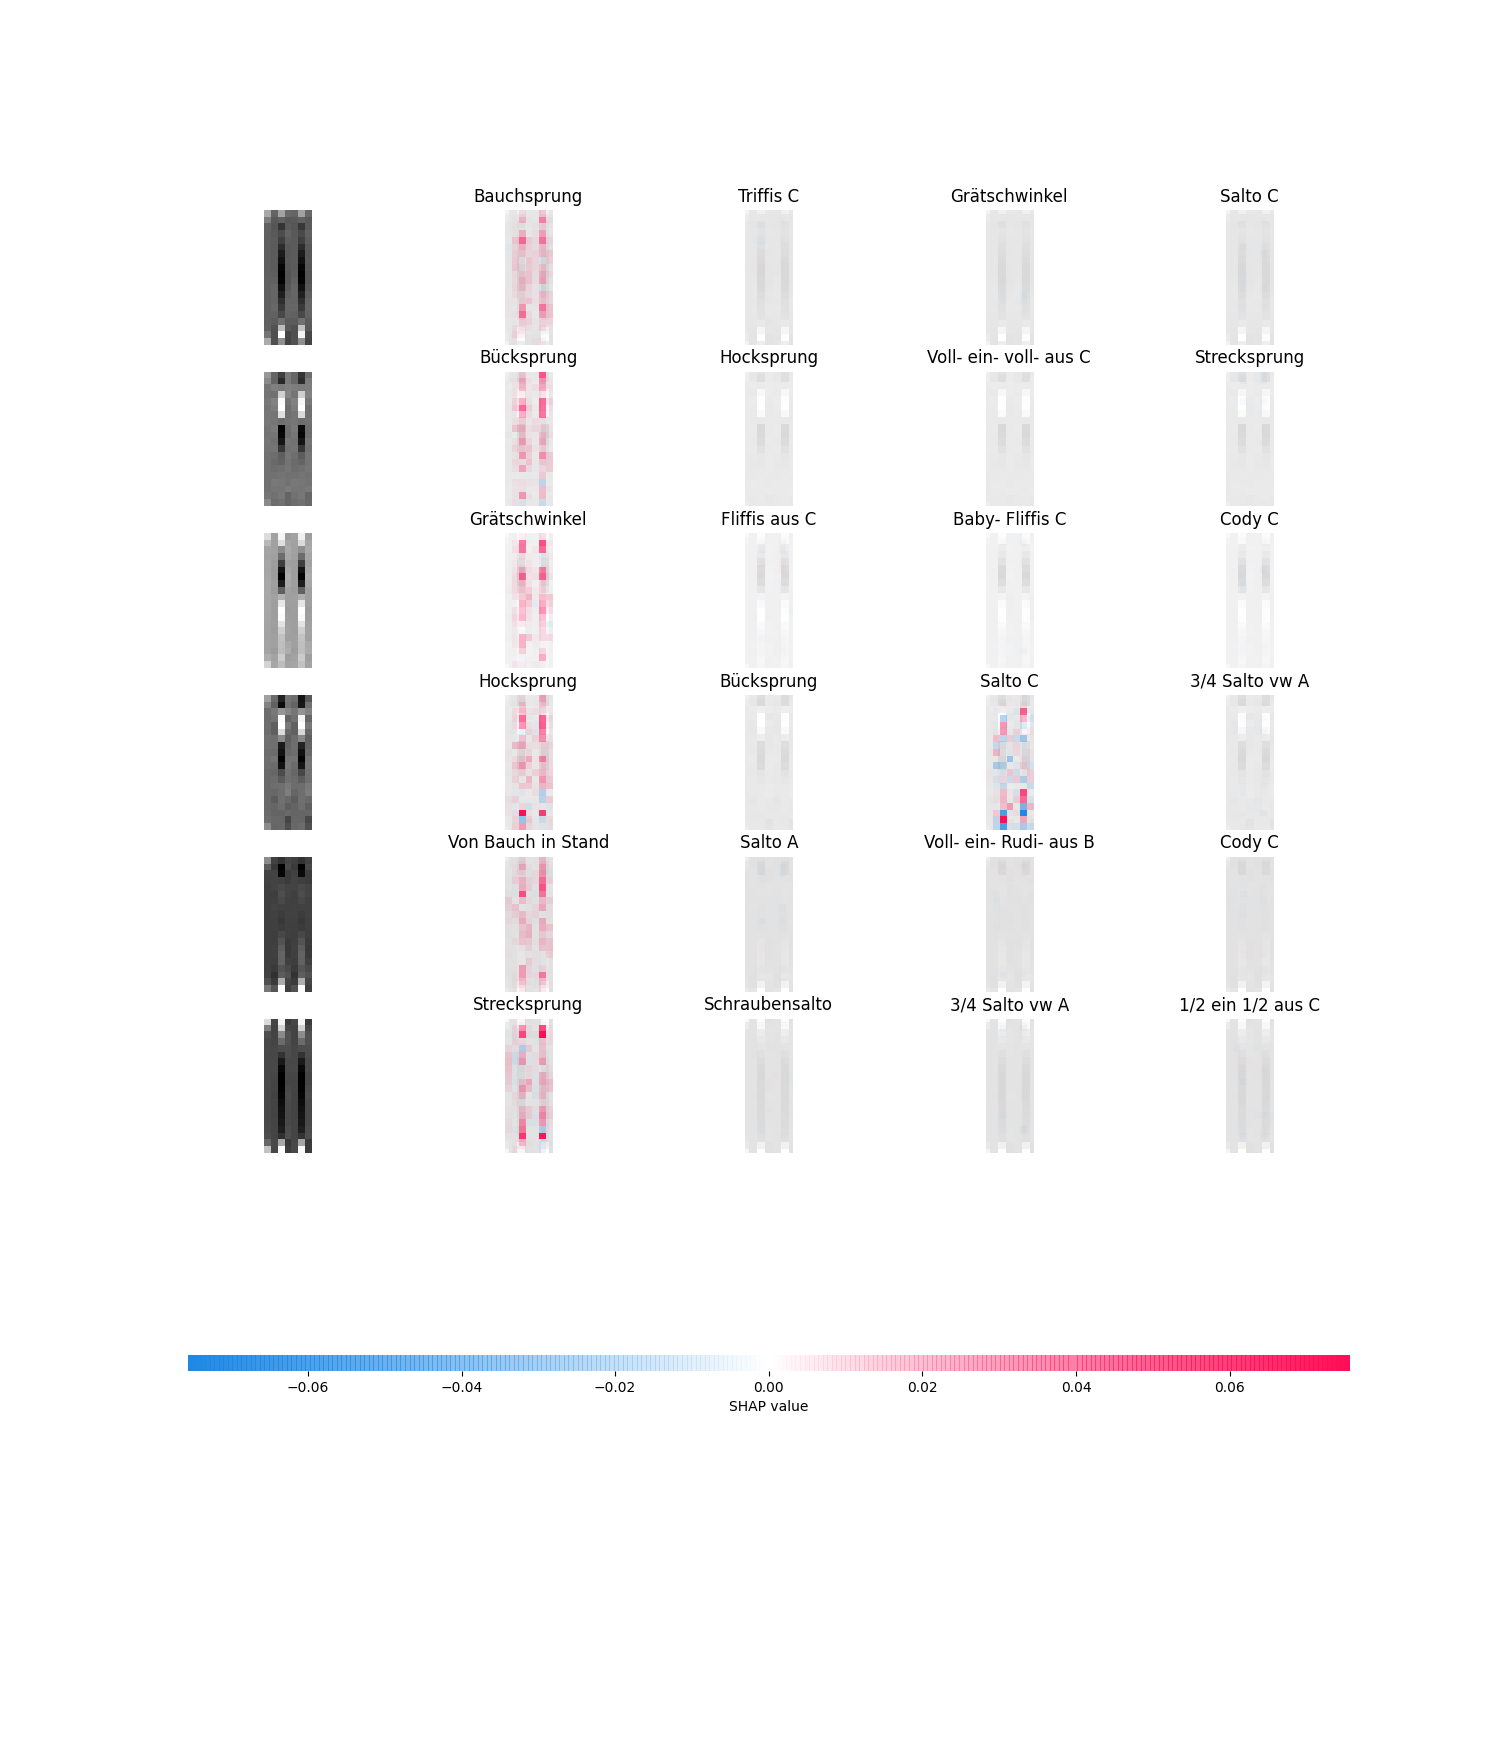 Bauchsprung Triffis C Grätschwinkel Salto C
Bücksprung Hocksprung Voll- ein- voll- aus C Strecksprung
Grätschwinkel Fliffis aus C Baby- Fliffis C Cody C
Hocksprung Bücksprung Salto C 3/4 Salto vw A
Von Bauch in Stand Salto A Voll- ein- Rudi- aus B Cody C
Strecksprung Schraubensalto 3/4 Salto vw A 1/2 ein 1/2 aus C
−0.06 −0.04 −0.02 0.00 0.02 0.04 0.06
SHAP value